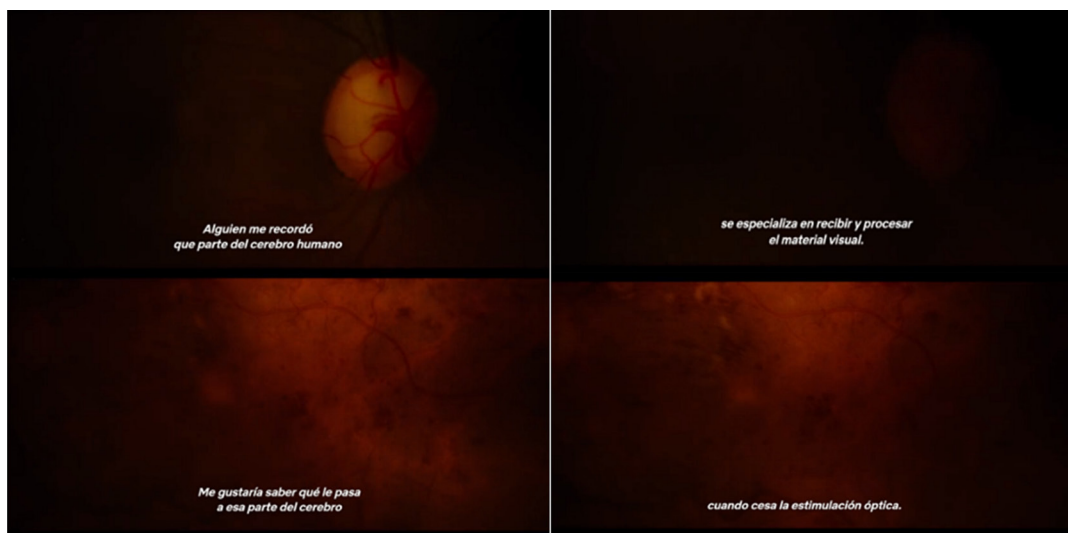 Alguien me recordó
que parte del cerebro humano
se especializa en recibir y procesar
el material visual.
Me gustaría saber qué le pasa
a esa parte del cerebro
cuando cesa la estimulación óptica.